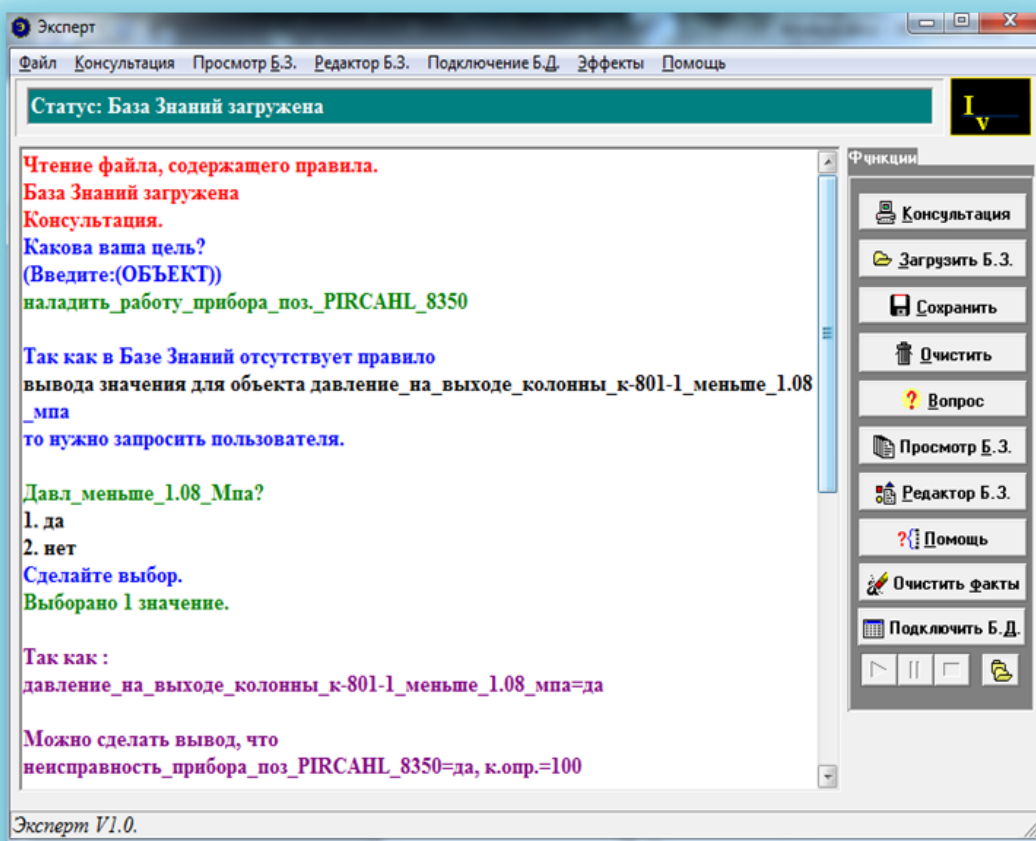 Эксперт
Файл Консультация Просмотр Б.З. Редактор Б.З. Подключение Б.Д. Эффекты Помощь
Статус: База Знаний загружена
I v
Чтение файла, содержащего правила.
База Знаний загружена
Консультация.
Какова ваша цель?
(Введите:(ОБЪЕКТ))
наладить_работу_прибора_поз._PIRCAHL_8350
Так как в Базе Знаний отсутствует правило
вывода значения для объекта давление_на_выходе_колонны_к-801-1_меньше_1.08
_мпа
то нужно запросить пользователя.
Давл_меньше_1.08_Мпа?
1. да
2. нет
Сделайте выбор.
Выборано 1 значение.
Так как :
давление_на_выходе_колонны_к-801-1_меньше_1.08_мпа=да
Можно сделать вывод, что
неисправность_прибора_поз_PIRCAHL_8350=да, к.опр.=100
Функции
Консультация
Загрузить Б.З.
Сохранить
Очистить
Вопрос
Просмотр Б.З.
Редактор Б.З.
Помощь
Очистить факты
Подключить Б.Д.
Эксперт V1.0.